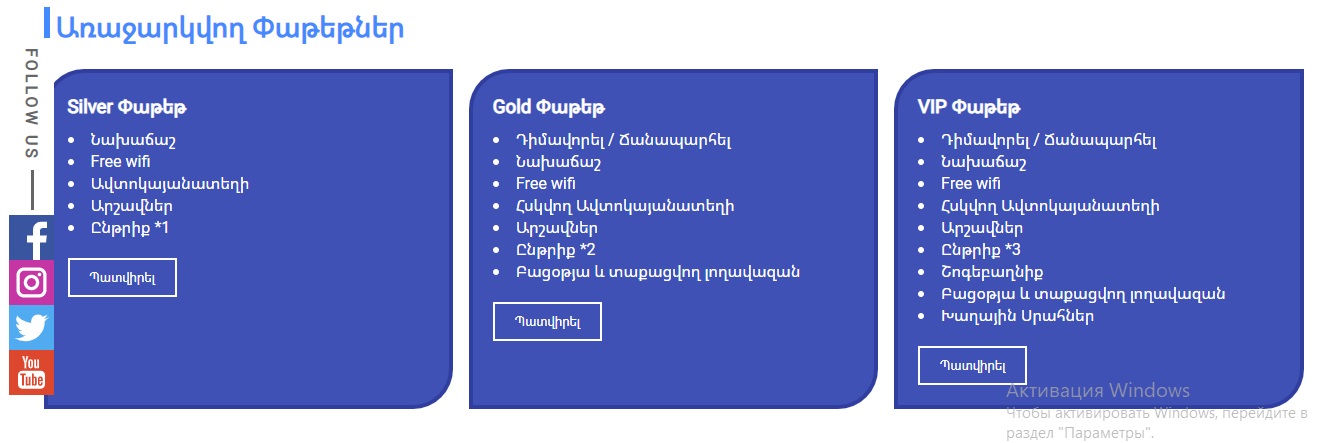 Առաջարկվող Փաթեթներ
FOLLOW US
You
Tube
Silver Փաթեթ
Նախաճաշ
Free wifi
Ավտոկայանատեղի
Արշավներ
Ընթրիք *1
Պատվիրել
Gold Փաթեթ
Դիմավորել / Ճանապարհել
Նախաճաշ
Free wifi
Հսկվող Ավտոկայանատեղի
Արշավներ
Ընթրիք *2
Բացօթյա և տաքացվող լողավազան
Պատվիրել
VIP Փաթեթ
Դիմավորել / Ճանապարհել
Նախաճաշ
Free wifi
Հսկվող Ավտոկայանատեղի
Արշավներ
Ընթրիք *3
Շոգեբաղնիք
Բացօթյա և տաքացվող լողավազան
Խաղային Սրահներ
Պատվիրել
Активация Windows
Чтобы активировать Windows, перейдите в
раздел "Параметры".